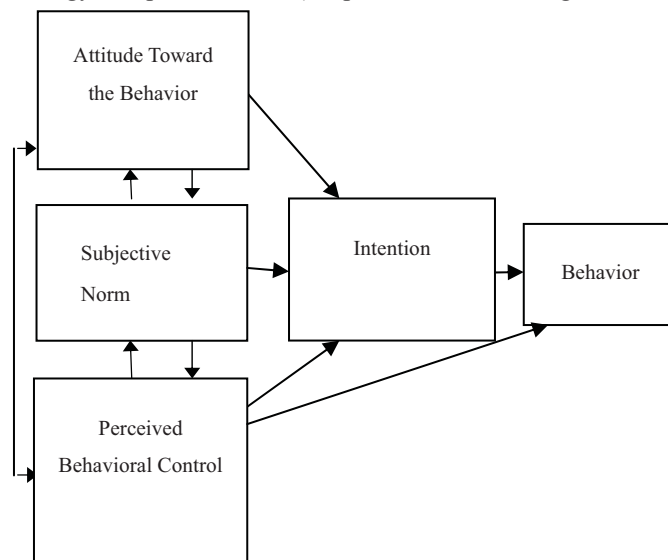 Attitude Toward
the Behavior
Subjective
Norm
Intention
Behavior
Perceived
Behavioral Control